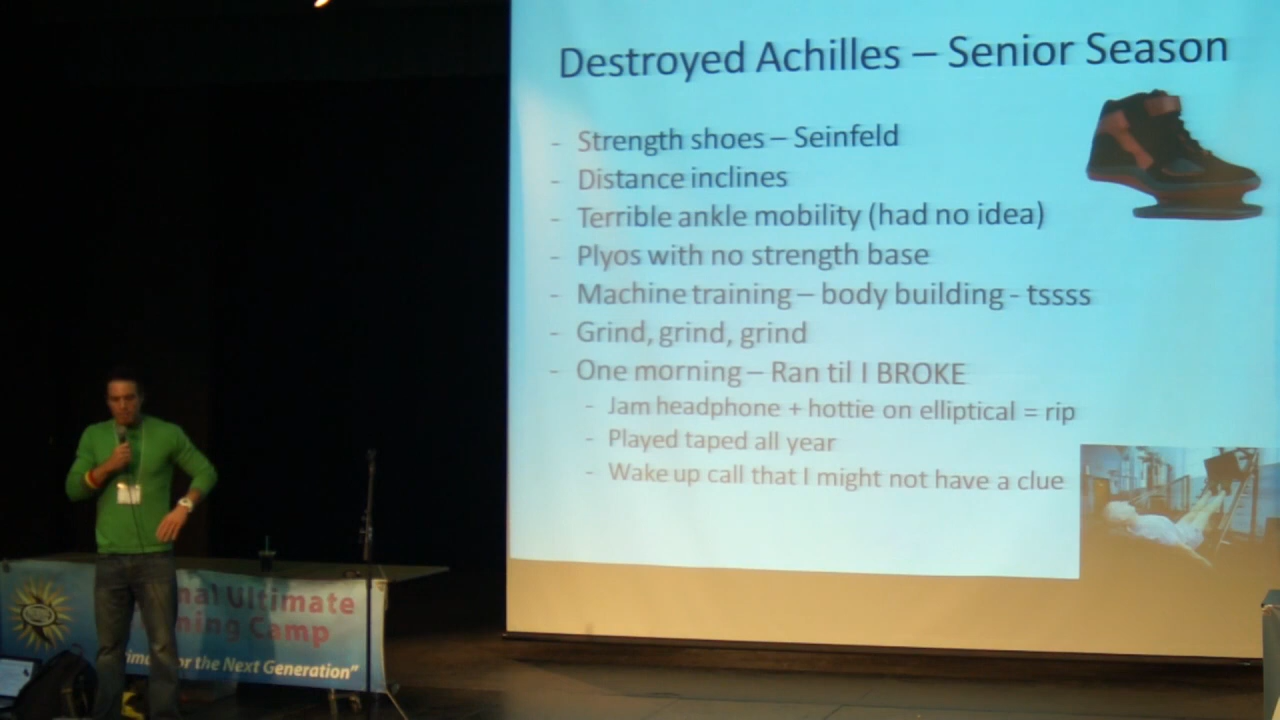 Destroyed Achilles – Senior Season
- Strength shoes – Seinfeld
- Distance inclines
- Terrible ankle mobility (had no idea)
- Plyos with no strength base
- Machine training – body building - tssss
- Grind, grind, grind
- One morning – Ran til I BROKE
- Jam headphone + hottie on elliptical = rip
- Played taped all year
- Wake up call that I might not have a clue
nal Ultimate
ning Camp
imu or the Next Generation”